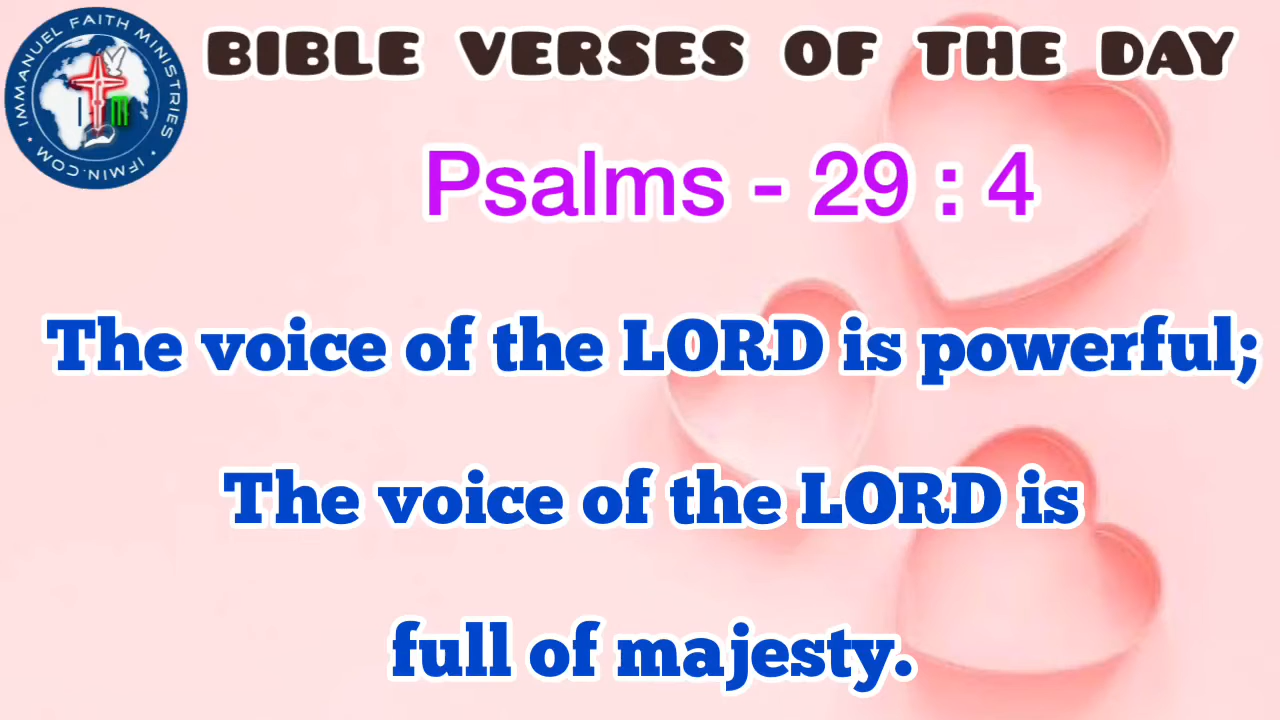 IMMANUEL FAITH MINISTRIES
IFMIN.COM
BIBLE VERSES OF THE DAY
Psalms - 29 : 4
The voice of the LORD is powerful;
The voice of the LORD is
full of majesty.